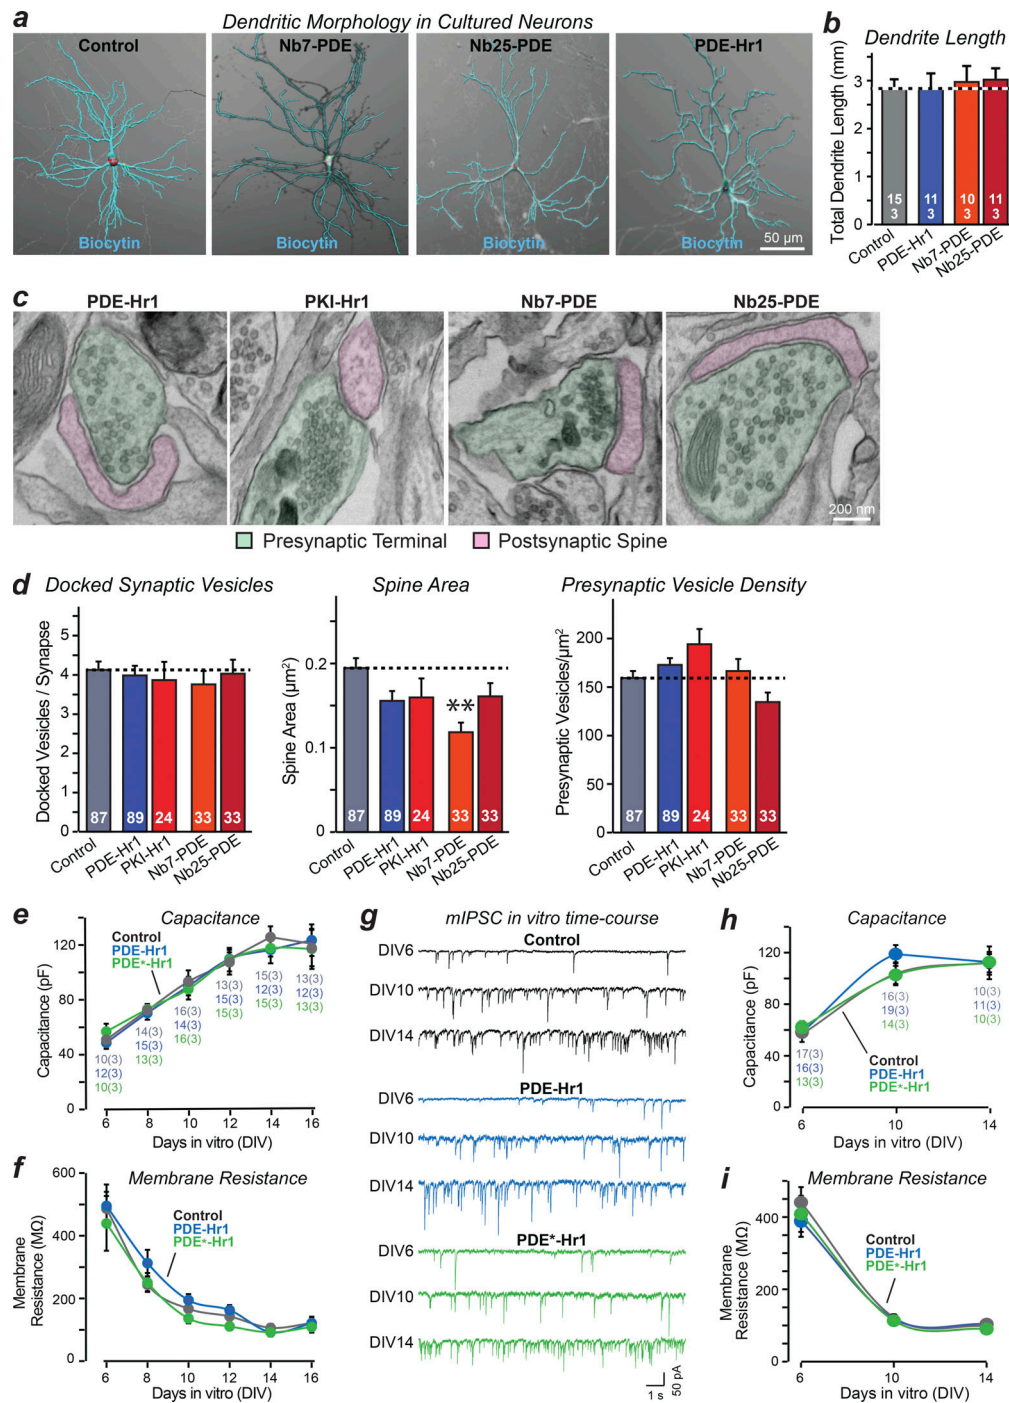 a
Dendritic Morphology in Cultured Neurons
Control
Nb7-PDE
Nb25-PDE
PDE-Hr1
Biocytin
Biocytin
Biocytin
Biocytin
50 µm
b
Dendrite Length
Total Dendrite Length (mm)
3
2
1
0
15
3
11
3
10
3
11
3
Control
PDE-Hr1
Nb7-PDE
Nb25-PDE
c
PDE-Hr1
PKI-Hr1
Nb7-PDE
Nb25-PDE
200 nm
Presynaptic Terminal
Postsynaptic Spine
d
Docked Synaptic Vesicles
Docked Vesicles / Synapse
5
4
3
2
1
0
87
89
24
33
33
Control
PDE-Hr1
PKI-Hr1
Nb7-PDE
Nb25-PDE
Spine Area
Spine Area (µm²)
0.2
0.1
0
**
87
89
24
33
33
Control
PDE-Hr1
PKI-Hr1
Nb7-PDE
Nb25-PDE
Presynaptic Vesicle Density
Presynaptic Vesicles/µm²
200
150
100
50
0
87
89
24
33
33
Control
PDE-Hr1
PKI-Hr1
Nb7-PDE
Nb25-PDE
e
Capacitance
Capacitance (pF)
120
80
40
0
Control
PDE-Hr1
PDE*-Hr1
10(3)
12(3)
10(3)
14(3)
15(3)
13(3)
16(3)
14(3)
16(3)
13(3)
15(3)
15(3)
15(3)
12(3)
15(3)
13(3)
12(3)
13(3)
6 8 10 12 14 16
Days in vitro (DIV)
f
Membrane Resistance
Membrane
Resistance (MΩ)
600
400
200
0
Control
PDE-Hr1
PDE*-Hr1
6 8 10 12 14 16
Days in vitro (DIV)
g
mIPSC in vitro time-course
Control
DIV6
DIV10
DIV14
PDE-Hr1
DIV6
DIV10
DIV14
PDE*-Hr1
DIV6
DIV10
DIV14
1 s
50 pA
h
Capacitance
Capacitance (pF)
120
80
40
0
17(3)
16(3)
13(3)
16(3)
19(3)
14(3)
10(3)
11(3)
10(3)
Control
PDE-Hr1
PDE*-Hr1
6 10 14
Days in vitro (DIV)
i
Membrane Resistance
Membrane
Resistance (MΩ)
400
200
0
Control
PDE-Hr1
PDE*-Hr1
6 10 14
Days in vitro (DIV)